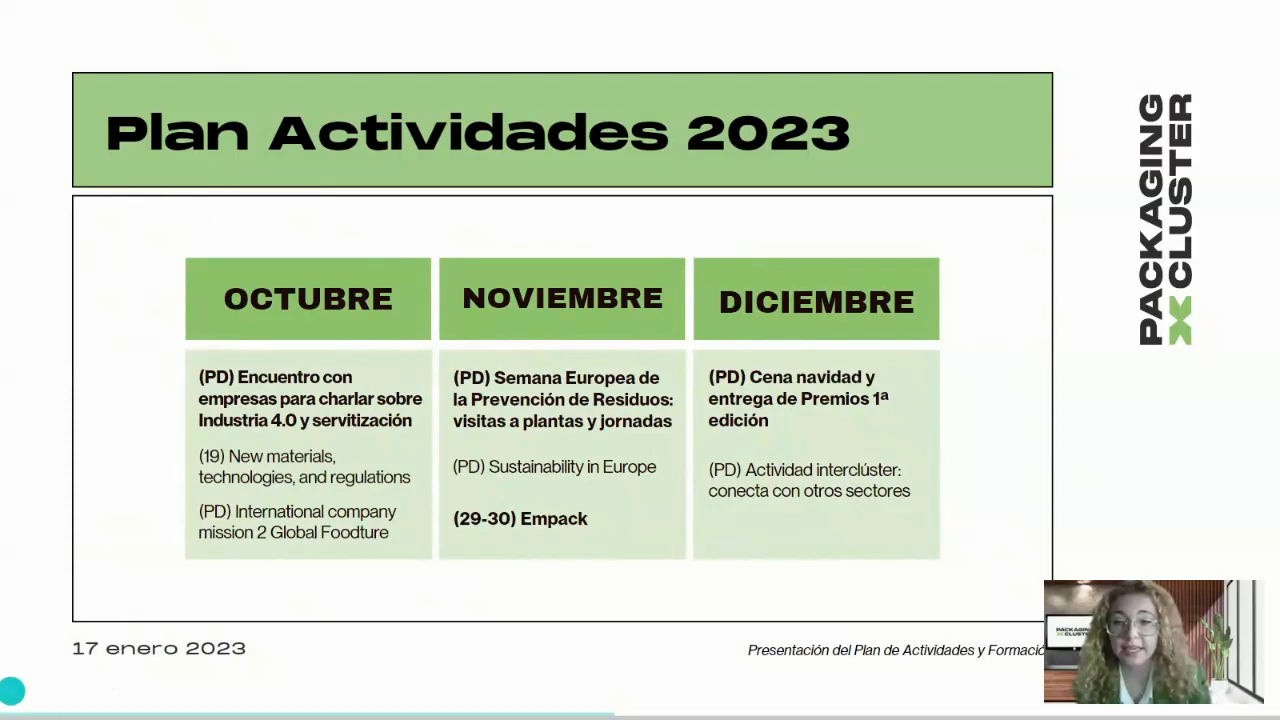 Plan Actividades 2023
PACKAGING
CLUSTER
OCTUBRE
(PD) Encuentro con
empresas para charlar sobre
Industria 4.0 y servitización
(19) New materials,
technologies, and regulations
(PD) International company
mission 2 Global Foodture
NOVIEMBRE
(PD) Semana Europea de
la Prevención de Residuos:
visitas a plantas y jornadas
(PD) Sustainability in Europe
(29-30) Empack
DICIEMBRE
(PD) Cena navidad y
entrega de Premios 1ª
edición
(PD) Actividad interclúster:
conecta con otros sectores
17 enero 2023
Presentación del Plan de Actividades y Formació
PACKAGING
CLUSTE